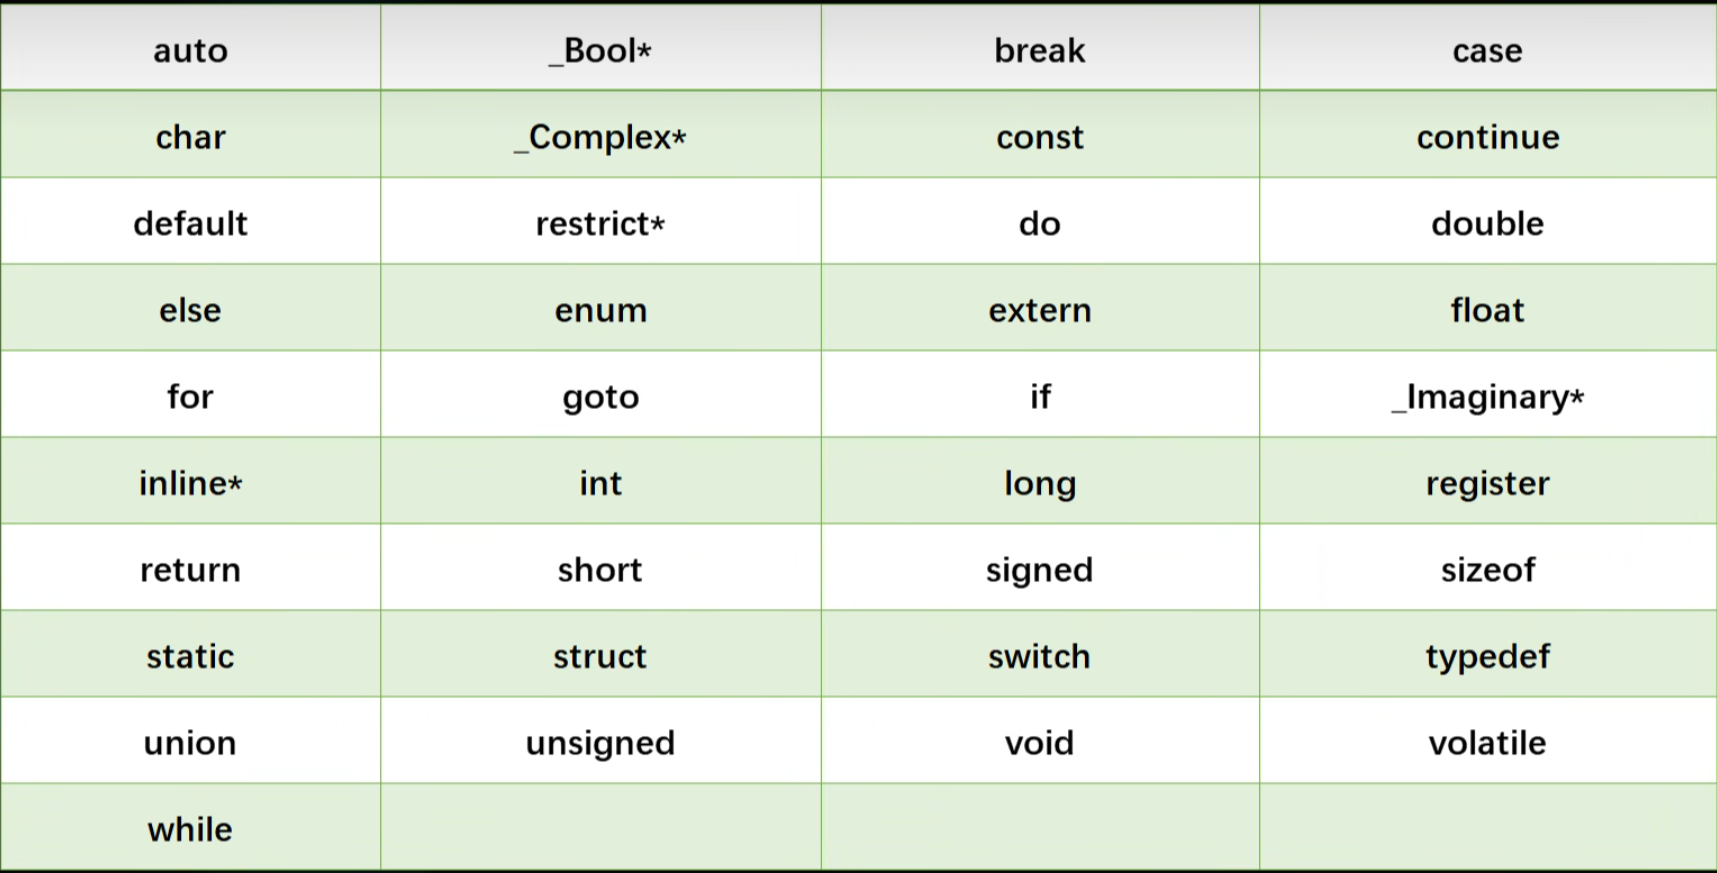 auto _Bool* break case
char _Complex* const continue
default restrict* do double
else enum extern float
for goto if _Imaginary*
inline* int long register
return short signed sizeof
static struct switch typedef
union unsigned void volatile
while